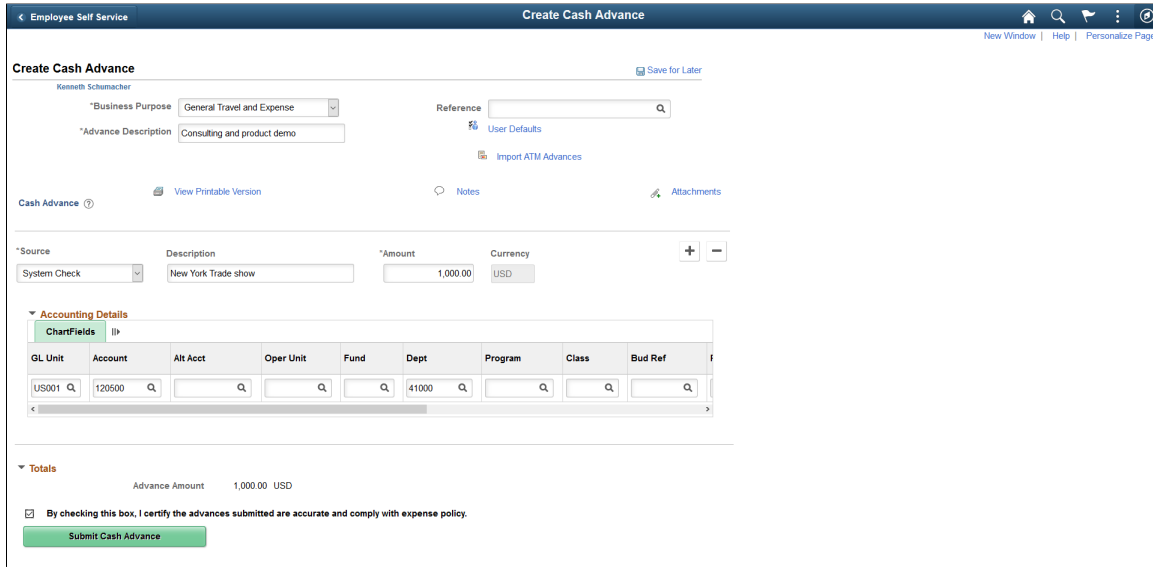 Employee Self Service
Create Cash Advance
New Window | Help | Personalize Page
Create Cash Advance
Save for Later
Kenneth Schumacher
*Business Purpose General Travel and Expense
Reference
*Advance Description Consulting and product demo
User Defaults
Import ATM Advances
View Printable Version Notes Attachments
Cash Advance ?
*Source Description *Amount Currency
System Check New York Trade show 1,000.00 USD
Accounting Details
ChartFields
GL Unit Account Alt Acct Oper Unit Fund Dept Program Class Bud Ref
US001 120500 41000
Totals
Advance Amount 1,000.00 USD
By checking this box, I certify the advances submitted are accurate and comply with expense policy.
Submit Cash Advance